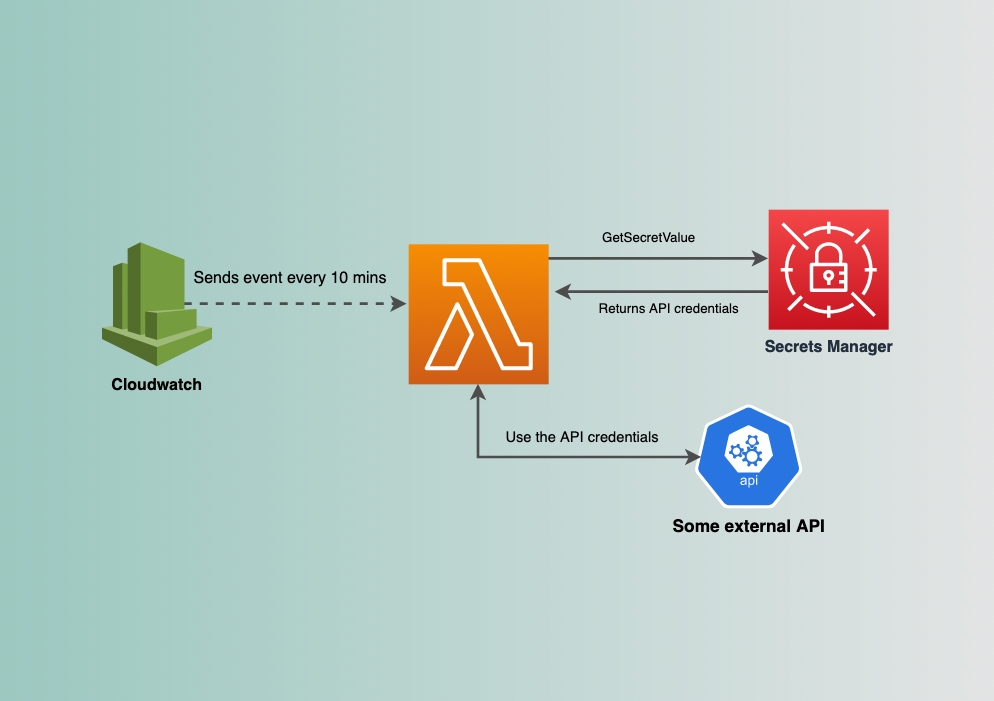 Sends event every 10 mins
Cloudwatch
GetSecretValue
Returns API credentials
Secrets Manager
Use the API credentials
api
Some external API